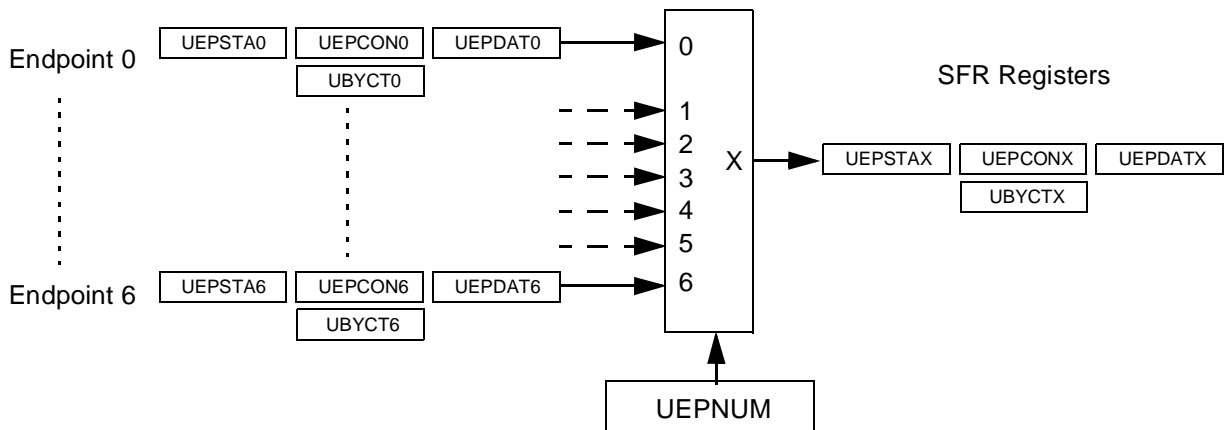 Endpoint 0
UEPSTA0 UEPCON0 UEPDAT0
UBYCT0
0
1
2
3
4
5
6
X
SFR Registers
UEPSTAX UEPCONX UEPDATX
UBYCTX
Endpoint 6
UEPSTA6 UEPCON6 UEPDAT6
UBYCT6
UEPNUM